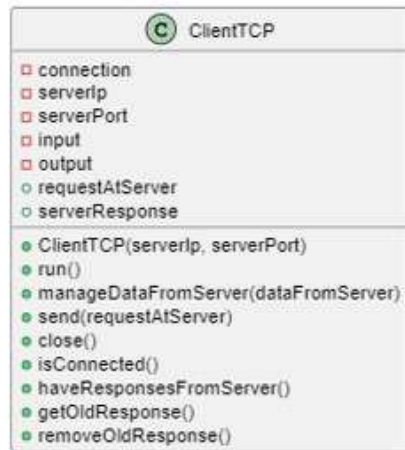 C ClientTCP
connection
serverIp
serverPort
input
output
requestAtServer
serverResponse
ClientTCP(serverIp, serverPort)
run()
manageDataFromServer(dataFromServer)
send(requestAtServer)
close()
isConnected()
haveResponsesFromServer()
getOldResponse()
removeOldResponse()